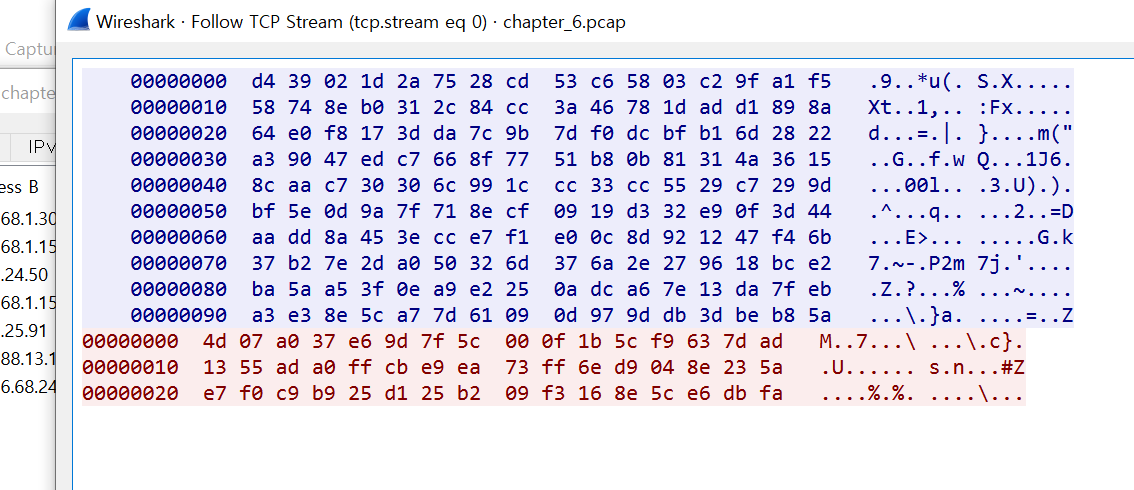 Wireshark · Follow TCP Stream (tcp.stream eq 0) · chapter_6.pcap
Captu
chapte
IPv
ess B
68.1.30
68.1.15
.24.50
68.1.15
.25.91
88.13.1
6.68.24
00000000 d4 39 02 1d 2a 75 28 cd 53 c6 58 03 c2 9f a1 f5 .9..*u(. S.X.....
00000010 58 74 8e b0 31 2c 84 cc 3a 46 78 1d ad d1 89 8a Xt..1,.. :Fx.....
00000020 64 e0 f8 17 3d da 7c 9b 7d f0 dc bf b1 6d 28 22 d...=.|. }....m("
00000030 a3 90 47 ed c7 66 8f 77 51 b8 0b 81 31 4a 36 15 ..G..f.w Q...1J6.
00000040 8c aa c7 30 30 6c 99 1c cc 33 cc 55 29 c7 29 9d ...00l.. .3.U).).
00000050 bf 5e 0d 9a 7f 71 8e cf 09 19 d3 32 e9 0f 3d 44 .^...q.. ...2..=D
00000060 aa dd 8a 45 3e cc e7 f1 e0 0c 8d 92 12 47 f4 6b ...E>... .....G.k
00000070 37 b2 7e 2d a0 50 32 6d 37 6a 2e 27 96 18 bc e2 7.~-.P2m 7j.'....
00000080 ba 5a a5 3f 0e a9 e2 25 0a dc a6 7e 13 da 7f eb .Z.?...% ...~....
00000090 a3 e3 8e 5c a7 7d 61 09 0d 97 9d db 3d be b8 5a ...\.}a. ....=..Z
00000000 4d 07 a0 37 e6 9d 7f 5c 00 0f 1b 5c f9 63 7d ad M..7...\ ...\.c}.
00000010 13 55 ad a0 ff cb e9 ea 73 ff 6e d9 04 8e 23 5a .U...... s.n...#Z
00000020 e7 f0 c9 b9 25 d1 25 b2 09 f3 16 8e 5c e6 db fa ....%.%. ....\...